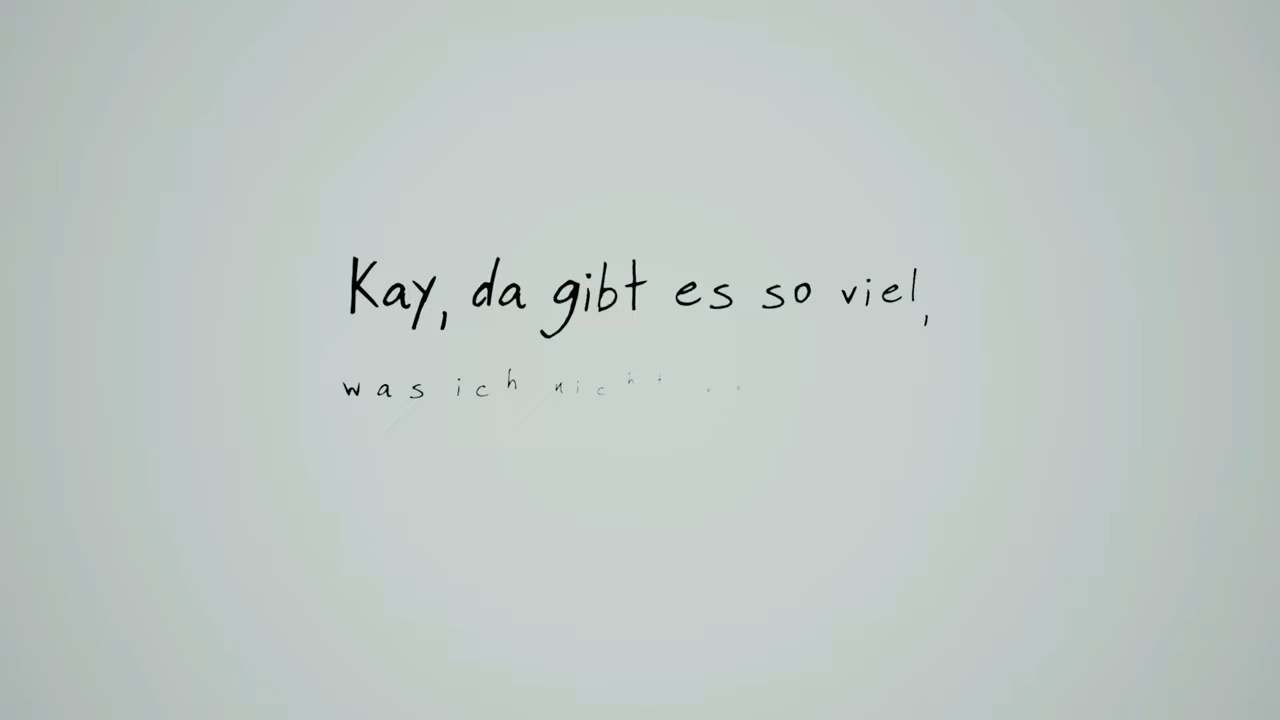 Kay, da gibt es so viel,
was ich nicht ..